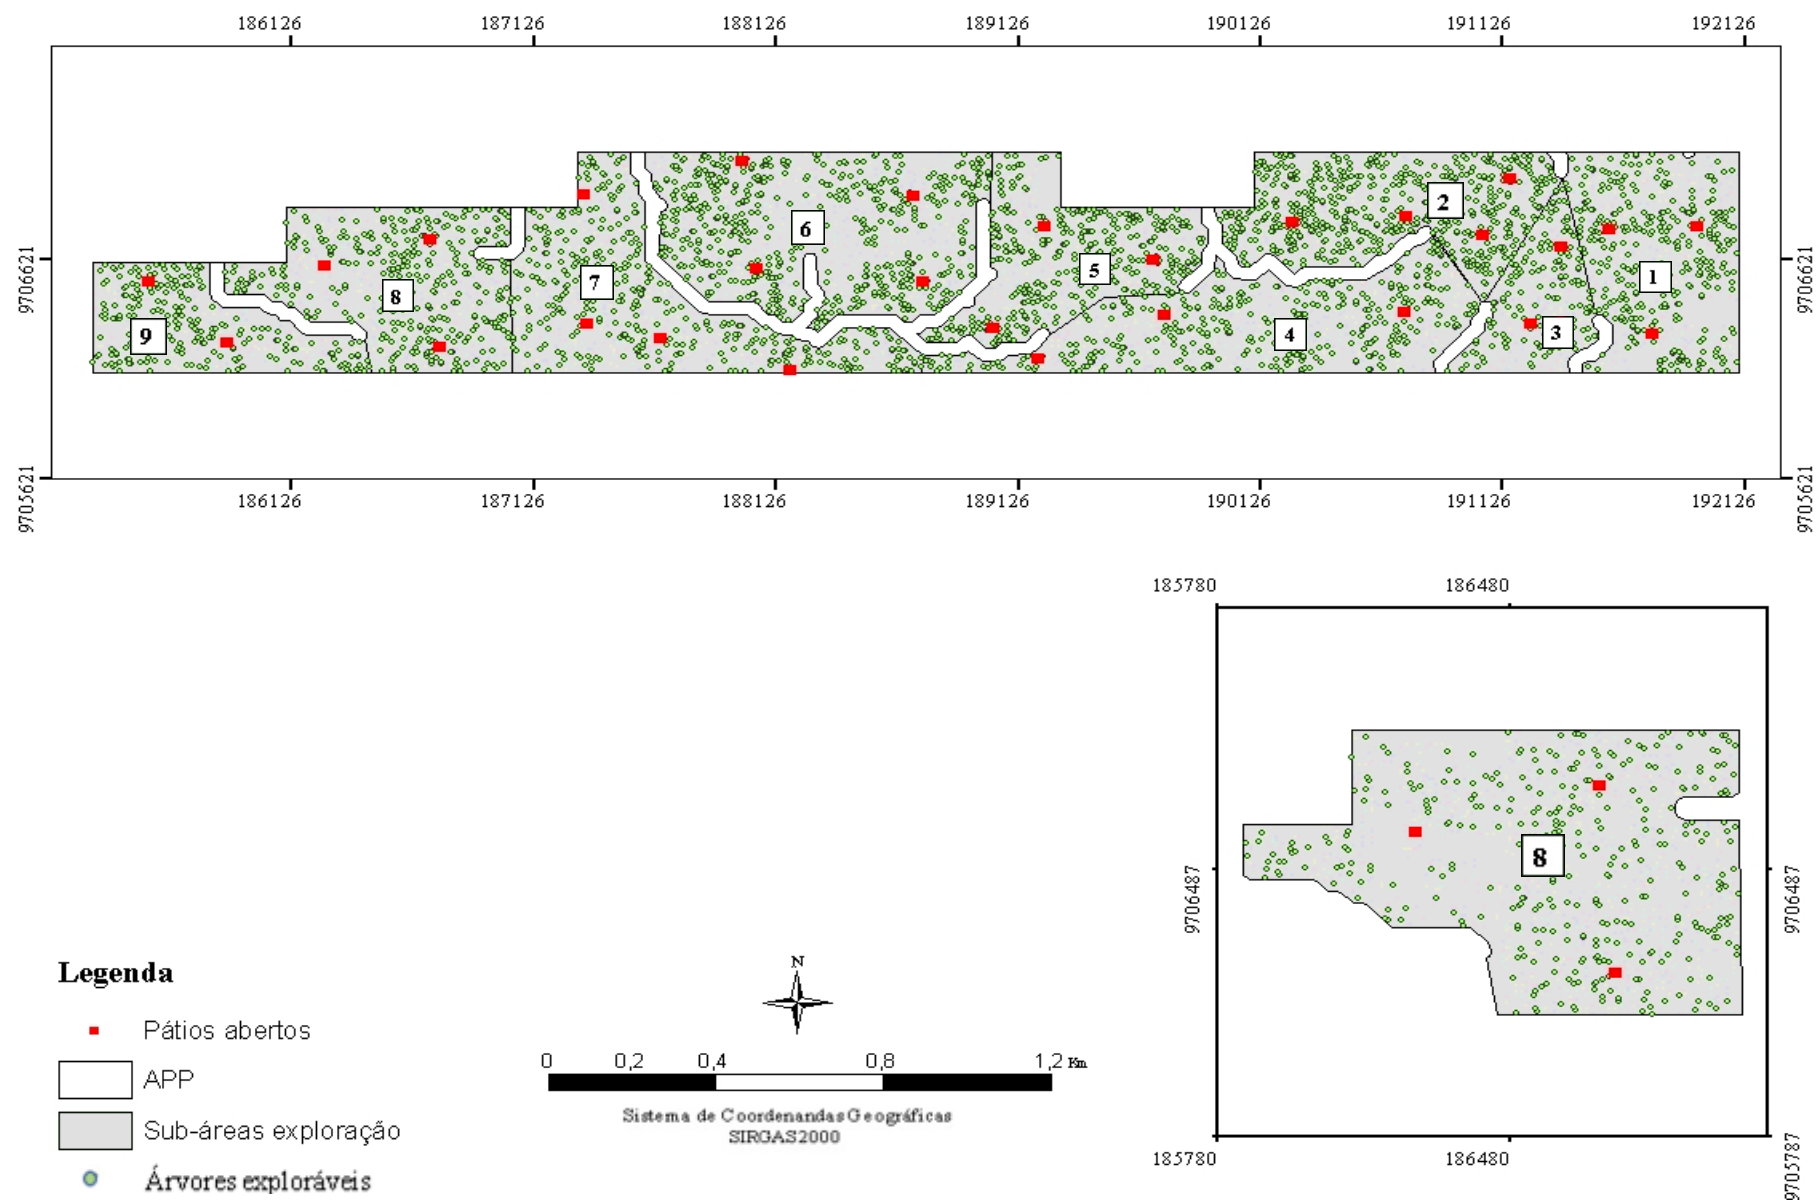 186126 187126 188126 189126 190126 191126 192126
9706621 9706621
9705621 9705621
2
6
5
1
7
8
9
4
3
186126 187126 188126 189126 190126 191126 192126
185780 186480
8
9706487 9706487
9705787
185780 186480
Legenda
Pátios abertos
APP
Sub-áreas exploração
Árvores exploráveis
N
0 0,2 0,4 0,8 1,2 Km
Sistema de Coordenandas Geográficas
SIRGAS2000